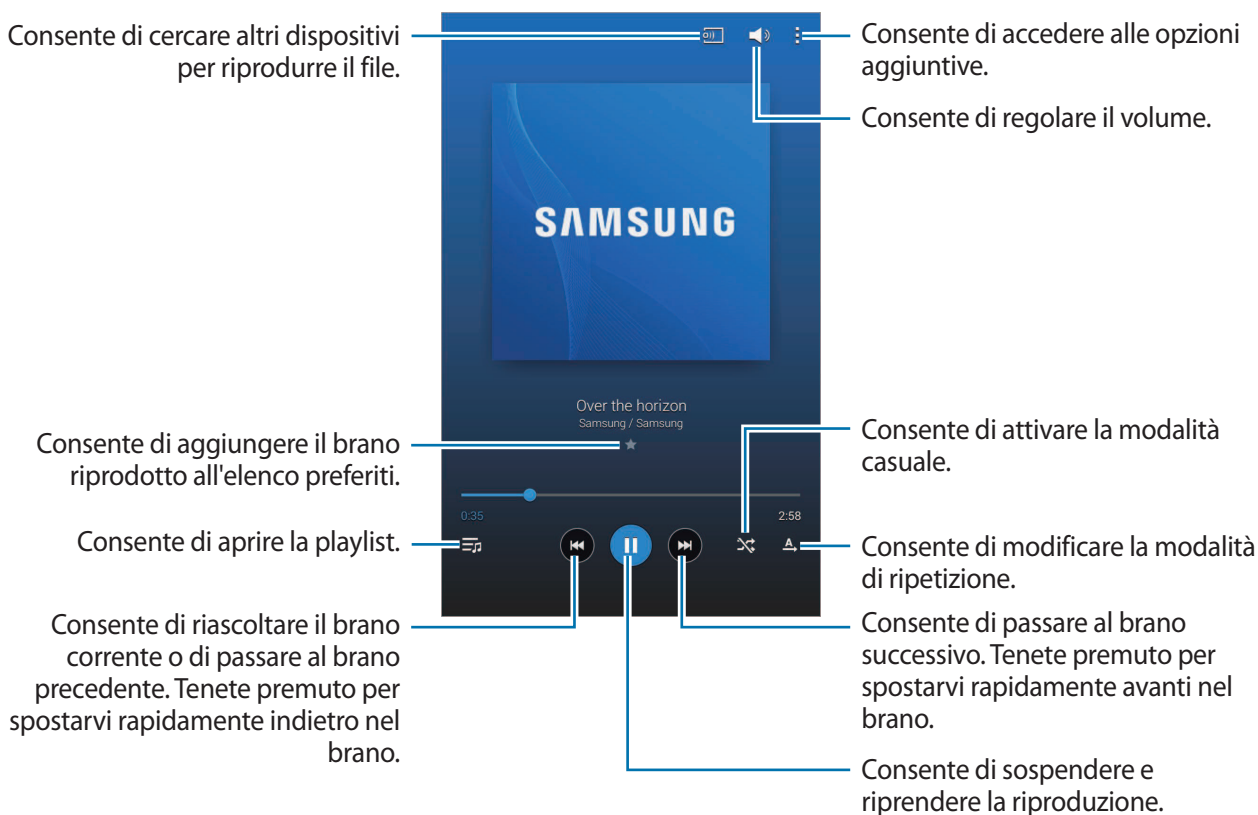 Consente di cercare altri dispositivi
per riprodurre il file.
Consente di accedere alle opzioni
aggiuntive.
Consente di regolare il volume.
SAMSUNG
Over the horizon
Samsung / Samsung
Consente di aggiungere il brano
riprodotto all'elenco preferiti.
Consente di attivare la modalità
casuale.
0:35
2:58
Consente di aprire la playlist.
A
Consente di modificare la modalità
di ripetizione.
Consente di riascoltare il brano
corrente o di passare al brano
precedente. Tenete premuto per
spostarvi rapidamente indietro nel
brano.
Consente di passare al brano
successivo. Tenete premuto per
spostarvi rapidamente avanti nel
brano.
Consente di sospendere e
riprendere la riproduzione.